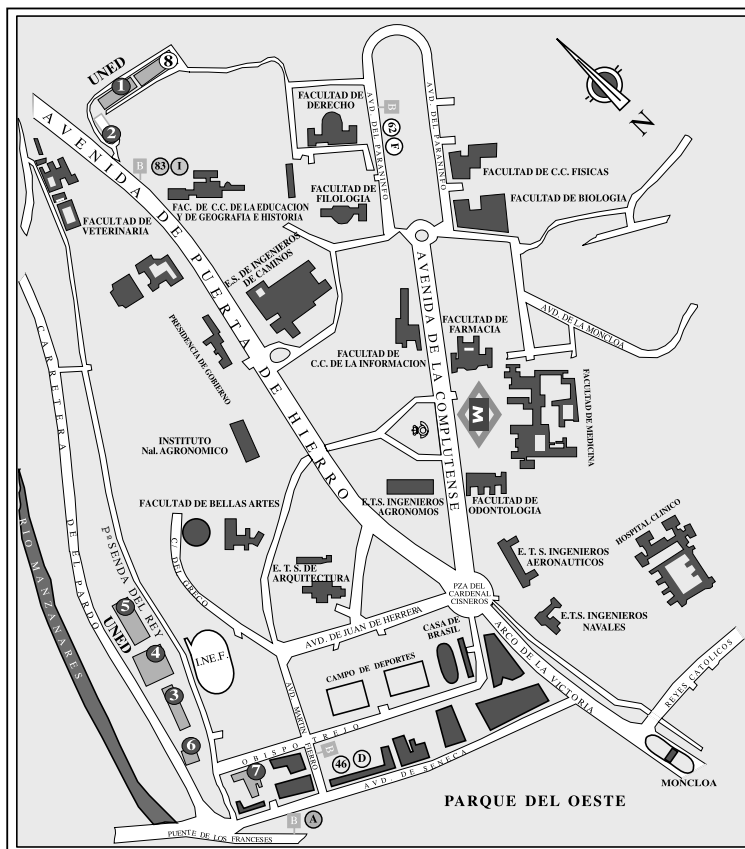 UNED
1
8
2
AVENIDA DE PUERTA DE HIERRO
B
83
I
FACULTAD DE
DERECHO
B
62
F
AVD. DEL PARANINFO
AVD. DEL PARANINFO
N
FACULTAD DE C.C. FISICAS
FACULTAD DE BIOLOGIA
FAC. DE C.C. DE LA EDUCACION
Y DE GEOGRAFIA E HISTORIA
FACULTAD DE
FILOLOGIA
FACULTAD DE
VETERINARIA
E.S. DE INGENIEROS
DE CAMINOS
AVENIDA DE LA COMPLUTENSE
AVD. DE LA MONCLOA
PRESIDENCIA DE GOBIERNO
FACULTAD DE
C.C. DE LA INFORMACION
FACULTAD DE
FARMACIA
M
FACULTAD DE MEDICINA
CARRETERA DE EL PARDO
INSTITUTO
Nal. AGRONOMICO
FACULTAD DE BELLAS ARTES
E.T.S. INGENIEROS
AGRONOMOS
FACULTAD DE
ODONTOLOGIA
HOSPITAL CLINICO
RIO MANZANARES
Pº SENDA DEL REY
C/. DEL GRECO
E. T. S. DE
ARQUITECTURA
E. T. S. INGENIEROS
AERONAUTICOS
PZA DEL
CARDENAL
CISNEROS
E.T.S. INGENIEROS
NAVALES
5
UNED
4
3
6
I.N.E.F.
AVD. DE JUAN DE HERRERA
CASA DE
BRASIL
ARCO DE LA VICTORIA
REYES CATOLICOS
CAMPO DE DEPORTES
AVD. MARTIN FIERRO
OBISPO TREJO
B
46
D
7
AVD. DE SENECA
MONCLOA
PARQUE DEL OESTE
B
A
PUENTE DE LOS FRANCESES